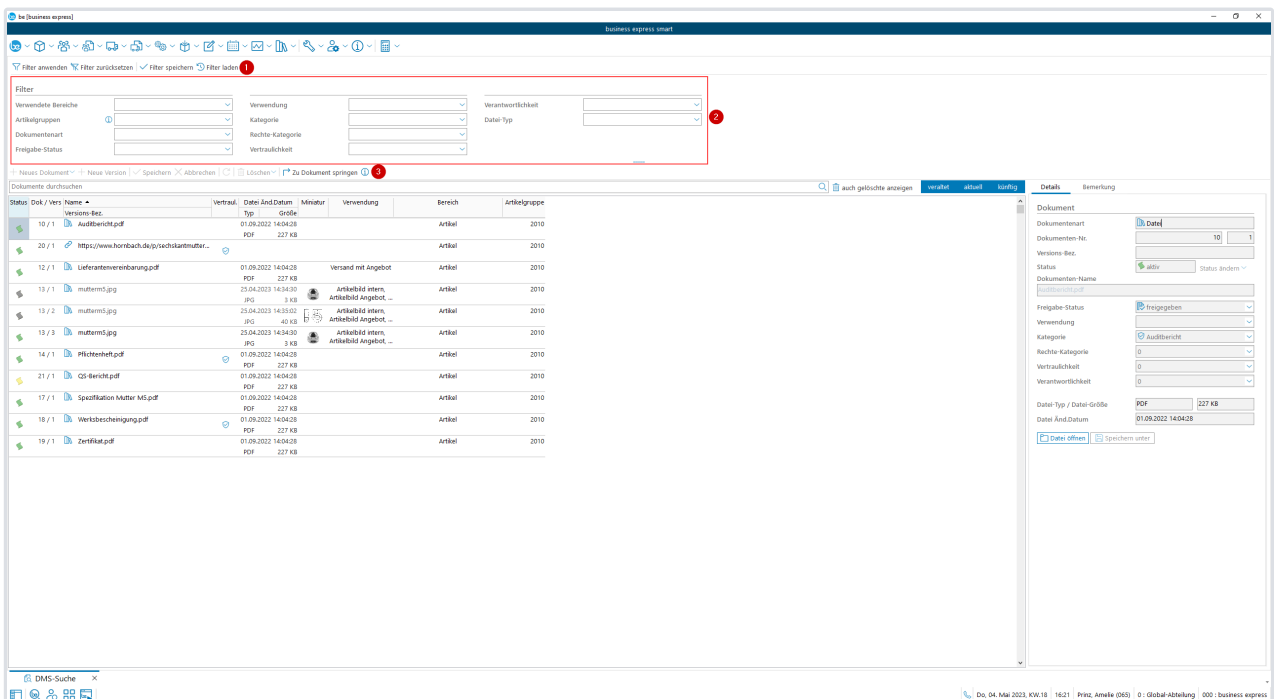 be [business express]
business express smart
Filter anwenden Filter zurücksetzen Filter speichern Filter laden 1
Filter
Verwendete Bereiche Verwendung Verantwortlichkeit
Artikelgruppen Kategorie Datei-Typ 2
Dokumentenart Rechte-Kategorie
Freigabe-Status Vertraulichkeit
Neues Dokument Neue Version Speichern Abbrechen Löschen Zu Dokument springen 3
Dokumente durchsuchen auch gelöschte anzeigen veraltet aktuell künftig
Status Dok / Vers Name Vertraul. Datei Änd.Datum Miniatur Verwendung Bereich Artikelgruppe
Versions-Bez. Typ Größe
10 / 1 Auditbericht.pdf 01.09.2022 14:04:28 Artikel 2010
PDF 227 KB
20 / 1 https://www.hornbach.de/p/sechskantmutter... Artikel 2010
12 / 1 Lieferantenvereinbarung.pdf 01.09.2022 14:04:28 Versand mit Angebot Artikel 2010
PDF 227 KB
13 / 1 mutterm5.jpg 25.04.2023 14:34:30 Artikelbild intern, Artikel 2010
JPG 3 KB Artikelbild Angebot, ...
13 / 2 mutterm5.jpg 25.04.2023 14:35:02 Artikelbild intern, Artikel 2010
JPG 40 KB Artikelbild Angebot, ...
13 / 3 mutterm5.jpg 25.04.2023 14:34:30 Artikelbild intern, Artikel 2010
JPG 3 KB Artikelbild Angebot, ...
14 / 1 Pflichtenheft.pdf 01.09.2022 14:04:28 Artikel 2010
PDF 227 KB
21 / 1 QS-Bericht.pdf 01.09.2022 14:04:28 Artikel 2010
PDF 227 KB
17 / 1 Spezifikation Mutter M5.pdf 01.09.2022 14:04:28 Artikel 2010
PDF 227 KB
18 / 1 Werksbescheinigung.pdf 01.09.2022 14:04:28 Artikel 2010
PDF 227 KB
19 / 1 Zertifikat.pdf 01.09.2022 14:04:28 Artikel 2010
PDF 227 KB
Details Bemerkung
Dokument
Dokumentenart Datei
Dokumenten-Nr. 10 1
Versions-Bez.
Status aktiv Status ändern
Dokumenten-Name
Auditbericht.pdf
Freigabe-Status freigegeben
Verwendung
Kategorie Auditbericht
Rechte-Kategorie 0
Vertraulichkeit 0
Verantwortlichkeit 0
Datei-Typ / Datei-Größe PDF 227 KB
Datei Änd.Datum 01.09.2022 14:04:28
Datei öffnen Speichern unter
DMS-Suche
Do, 04. Mai 2023, KW.18 16:21 Prinz, Amelie (065) 0 : Global-Abteilung 000 : business express